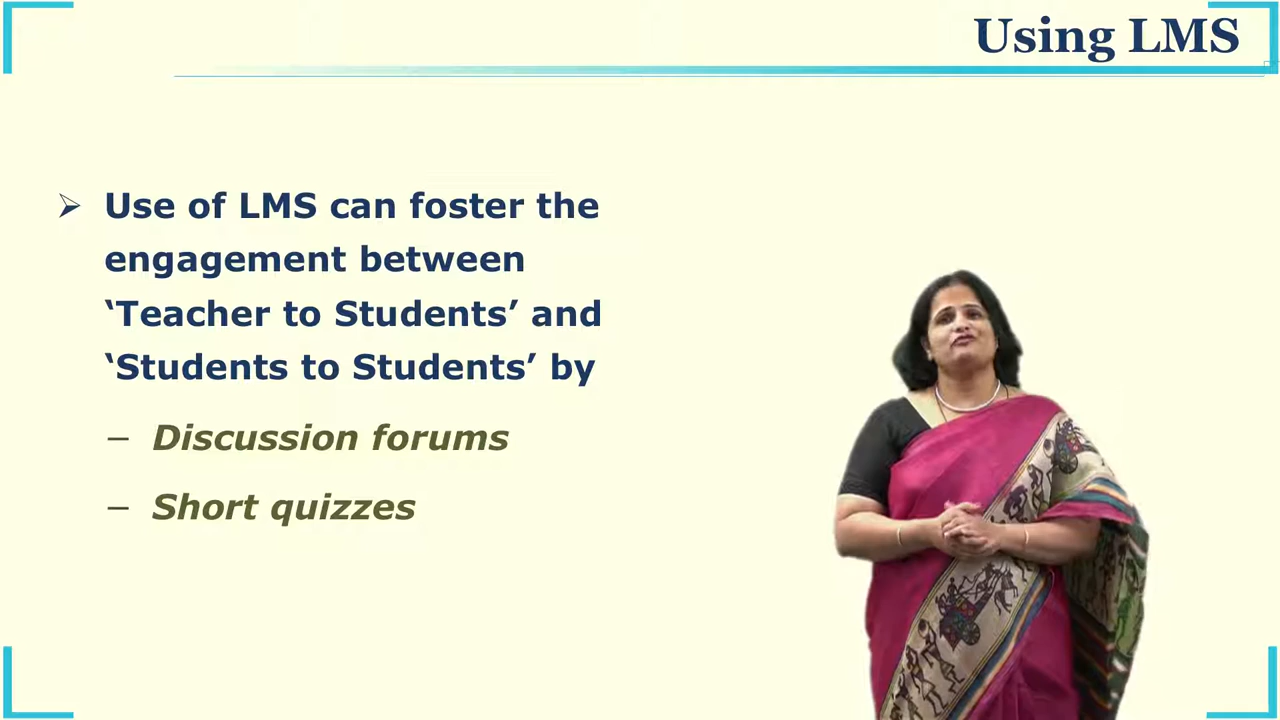 Using LMS
➢ Use of LMS can foster the
engagement between
‘Teacher to Students’ and
‘Students to Students’ by
– Discussion forums
– Short quizzes